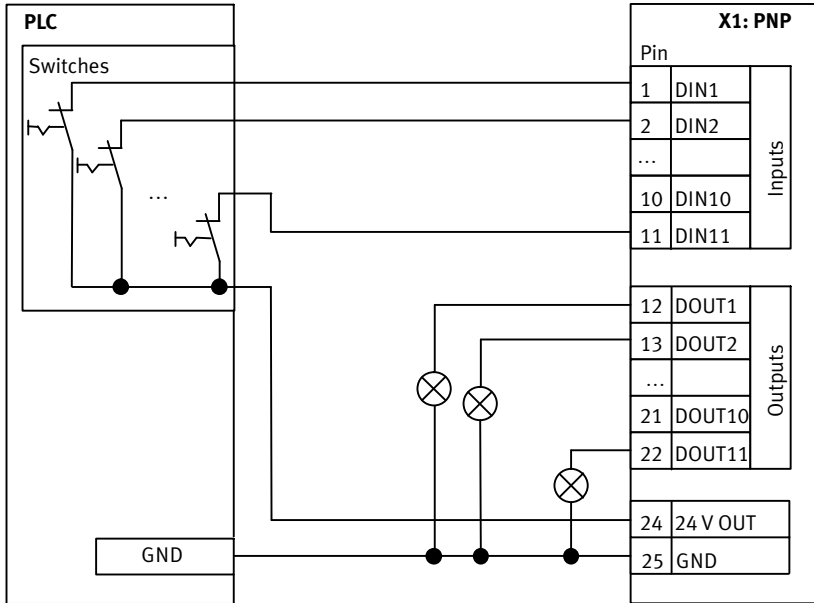 PLC
Switches
...
GND
X1: PNP
Pin
1 DIN1
2 DIN2
...
10 DIN10
11 DIN11
Inputs
12 DOUT1
13 DOUT2
...
21 DOUT10
22 DOUT11
Outputs
24 24 V OUT
25 GND